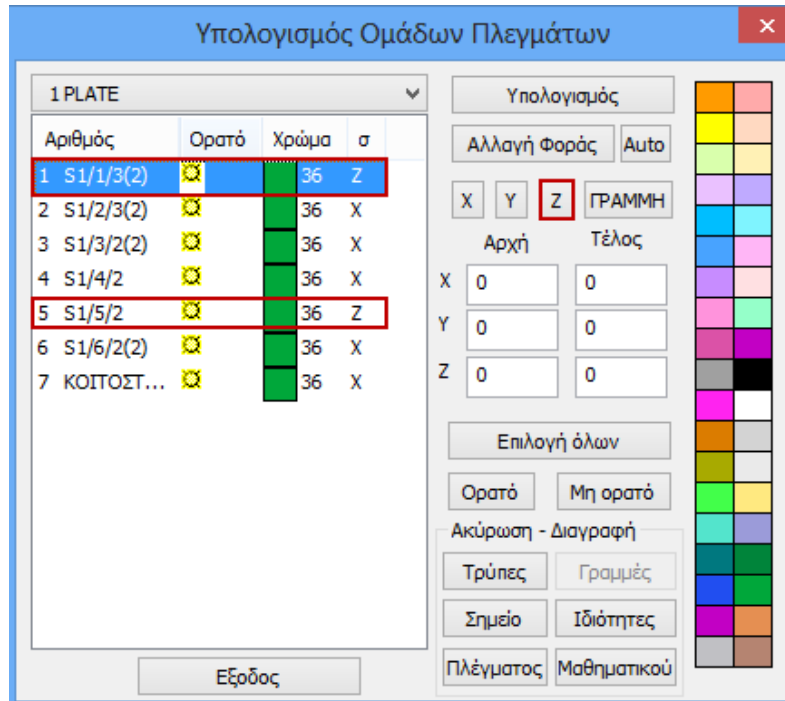 Υπολογισμός Ομάδων Πλεγμάτων
1 PLATE
Αριθμός Ορατό Χρώμα σ
1 S1/1/3(2) 36 Z
2 S1/2/3(2) 36 X
3 S1/3/2(2) 36 X
4 S1/4/2 36 X
5 S1/5/2 36 Z
6 S1/6/2(2) 36 X
7 ΚΟΙΤΟΣΤ... 36 X
Εξοδος
Υπολογισμός
Αλλαγή Φοράς Auto
X Y Z ΓΡΑΜΜΗ
Αρχή Τέλος
X 0 0
Y 0 0
Z 0 0
Επιλογή όλων
Ορατό Μη ορατό
Ακύρωση - Διαγραφή
Τρύπες Γραμμές
Σημείο Ιδιότητες
Πλέγματος Μαθηματικού